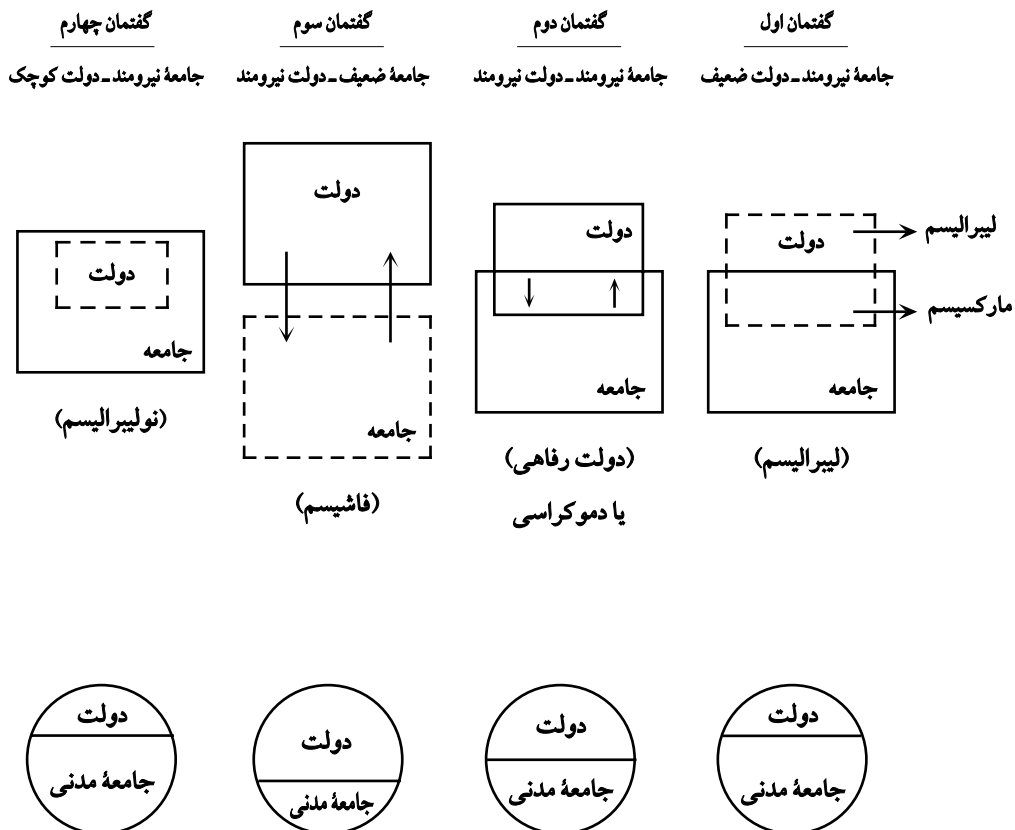 گفتمان اول
جامعهٔ نیرومند ـ دولت ضعیف
دولت
لیبرالیسم
مارکسیسم
جامعه
(لیبرالیسم)
دولت
جامعهٔ مدنی
گفتمان دوم
جامعهٔ نیرومند ـ دولت نیرومند
دولت
جامعه
(دولت رفاهی)
یا دموکراسی
دولت
جامعهٔ مدنی
گفتمان سوم
جامعهٔ ضعیف ـ دولت نیرومند
دولت
جامعه
(فاشیسم)
دولت
جامعهٔ مدنی
گفتمان چهارم
جامعهٔ نیرومند ـ دولت کوچک
دولت
جامعه
(نولیبرالیسم)
دولت
جامعهٔ مدنی